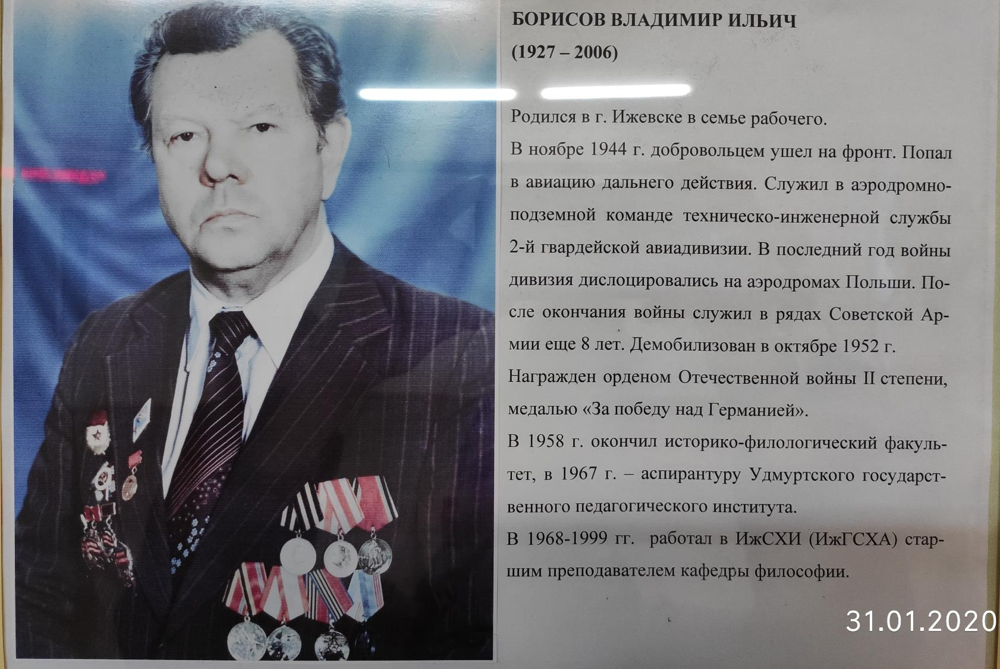 БОРИСОВ ВЛАДИМИР ИЛЬИЧ
(1927 – 2006)
Родился в г. Ижевске в семье рабочего.
В ноябре 1944 г. добровольцем ушел на фронт. Попал
в авиацию дальнего действия. Служил в аэродромно-
подземной команде техническо-инженерной службы
2-й гвардейской авиадивизии. В последний год войны
дивизия дислоцировались на аэродромах Польши. По-
сле окончания войны служил в рядах Советской Ар-
мии еще 8 лет. Демобилизован в октябре 1952 г.
Награжден орденом Отечественной войны II степени,
медалью «За победу над Германией».
В 1958 г. окончил историко-филологический факуль-
тет, в 1967 г. – аспирантуру Удмуртского государст-
венного педагогического института.
В 1968-1999 гг. работал в ИжСХИ (ИжГСХА) стар-
шим преподавателем кафедры философии.
31.01.2020